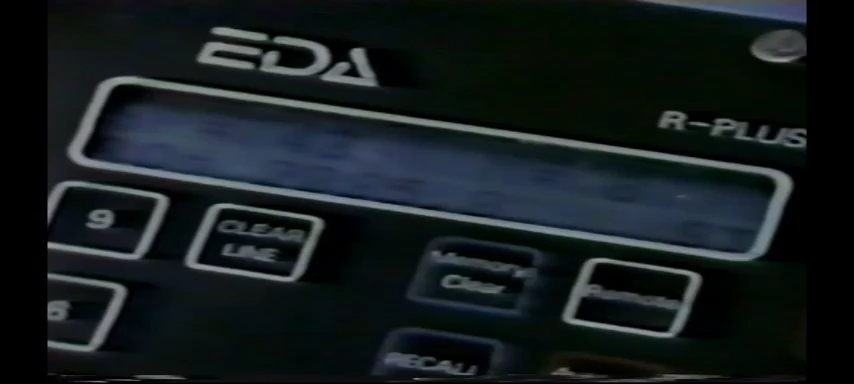 EDA
R-PLUS
9
CLEAR
LINE
Memory
Clear
Remote
6
RECALL